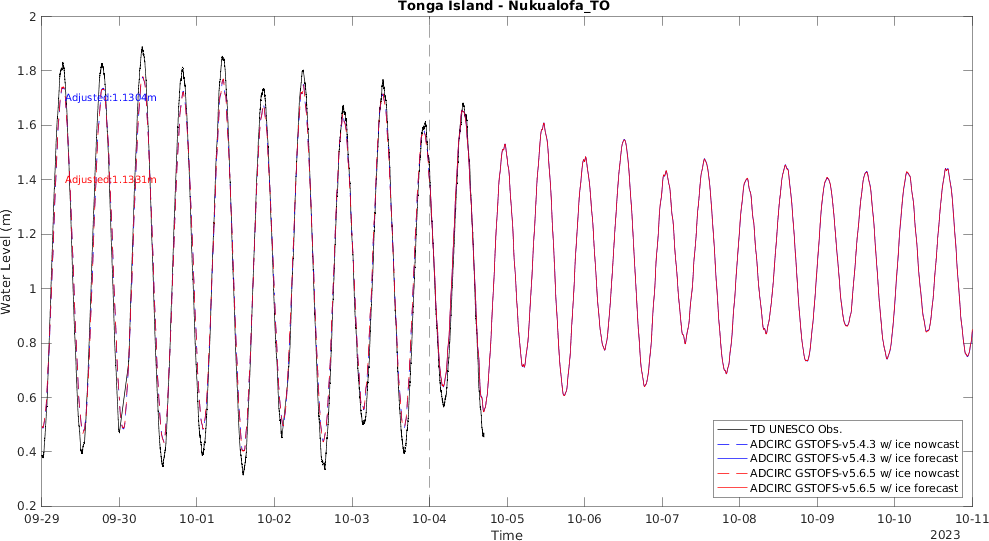 Tonga Island - Nukualofa_TO
Water Level (m)
2
1.8
1.6
1.4
1.2
1
0.8
0.6
0.4
0.2
Adjusted:1.1304m
Adjusted:1.1331m
TD UNESCO Obs.
ADCIRC GSTOFS-v5.4.3 w/ ice nowcast
ADCIRC GSTOFS-v5.4.3 w/ ice forecast
ADCIRC GSTOFS-v5.6.5 w/ ice nowcast
ADCIRC GSTOFS-v5.6.5 w/ ice forecast
09-29 09-30 10-01 10-02 10-03 10-04 10-05 10-06 10-07 10-08 10-09 10-10 10-11
Time
2023